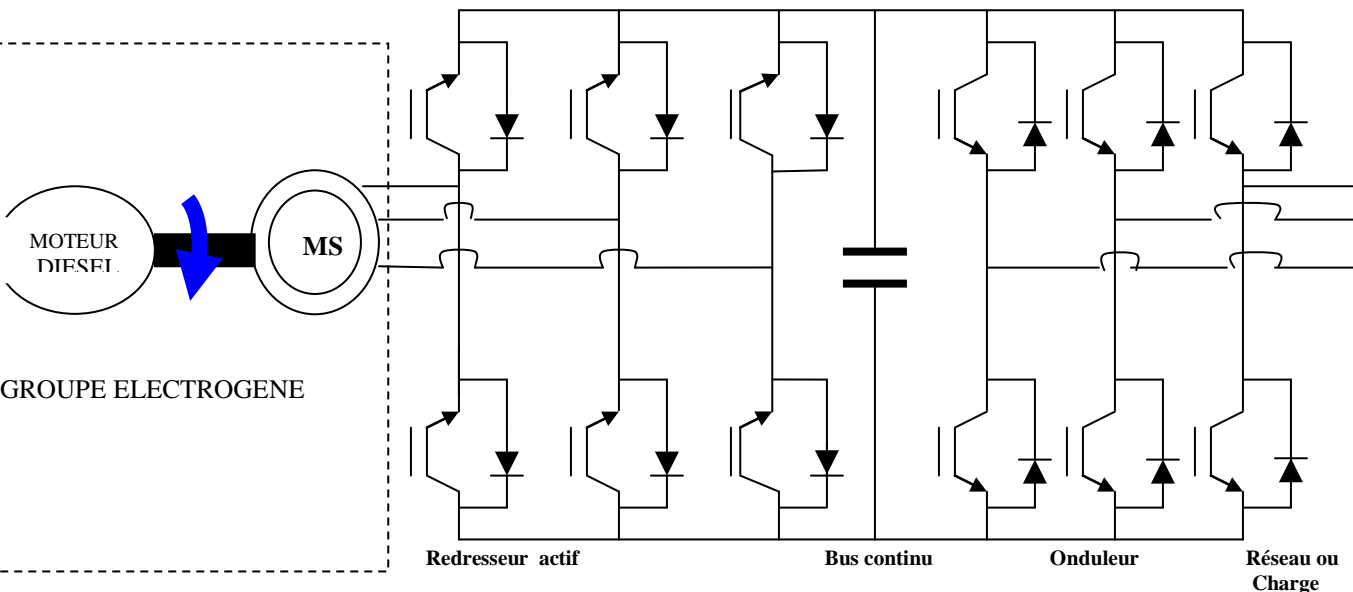 MOTEUR
DIESEL
MS
GROUPE ELECTROGENE
Redresseur actif
Bus continu
Onduleur
Réseau ou
Charge